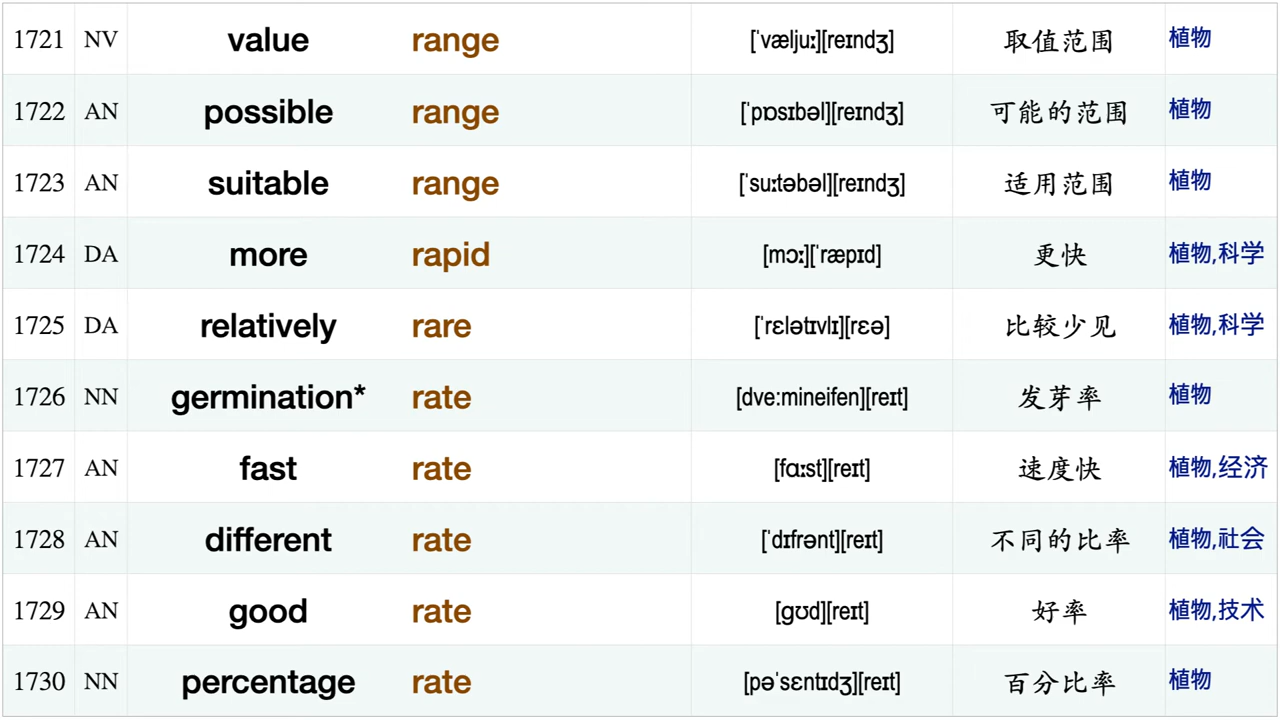 1721 NV value range [ˈvæljuː][reɪndʒ] 取值范围 植物
1722 AN possible range [ˈpɒsɪbəl][reɪndʒ] 可能的范围 植物
1723 AN suitable range [ˈsuːtəbəl][reɪndʒ] 适用范围 植物
1724 DA more rapid [mɔː][ˈræpɪd] 更快 植物,科学
1725 DA relatively rare [ˈrɛlətɪvlɪ][rɛə] 比较少见 植物,科学
1726 NN germination* rate [dve:mineifen][reɪt] 发芽率 植物
1727 AN fast rate [fɑːst][reɪt] 速度快 植物,经济
1728 AN different rate [ˈdɪfrənt][reɪt] 不同的比率 植物,社会
1729 AN good rate [gʊd][reɪt] 好率 植物,技术
1730 NN percentage rate [pəˈsɛntɪdʒ][reɪt] 百分比率 植物